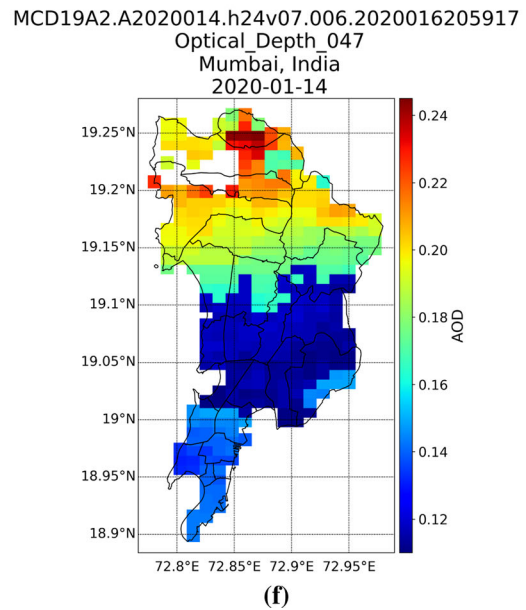 MCD19A2.A2020014.h24v07.006.2020016205917
Optical_Depth_047
Mumbai, India
2020-01-14
19.25°N
19.2°N
19.15°N
19.1°N
19.05°N
19°N
18.95°N
18.9°N
72.8°E 72.85°E 72.9°E 72.95°E
0.24
0.22
0.20
0.18
0.16
0.14
0.12
AOD
(f)